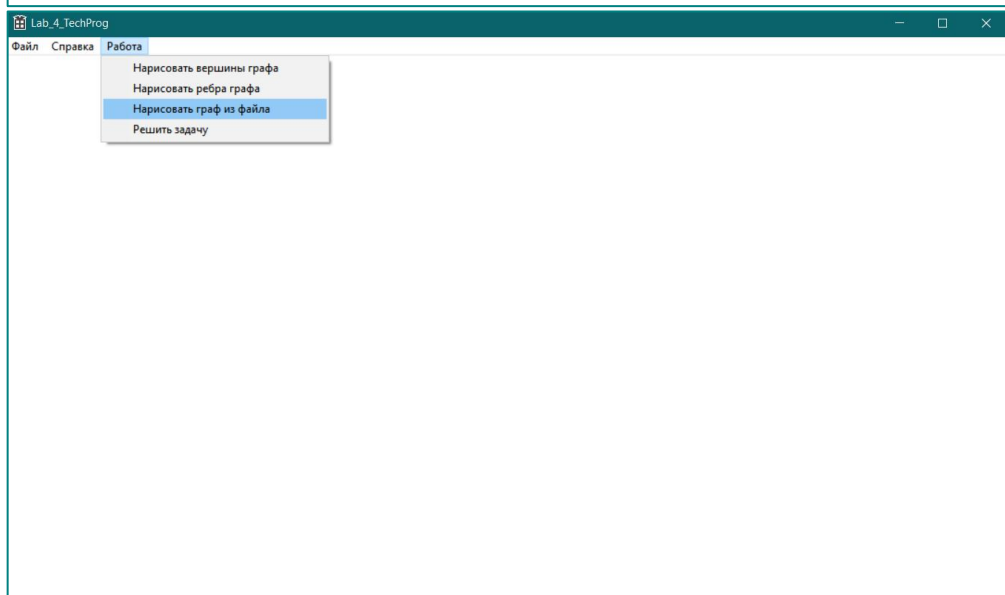 Lab_4_TechProg
Файл Справка Работа
Нарисовать вершины графа
Нарисовать ребра графа
Нарисовать граф из файла
Решить задачу